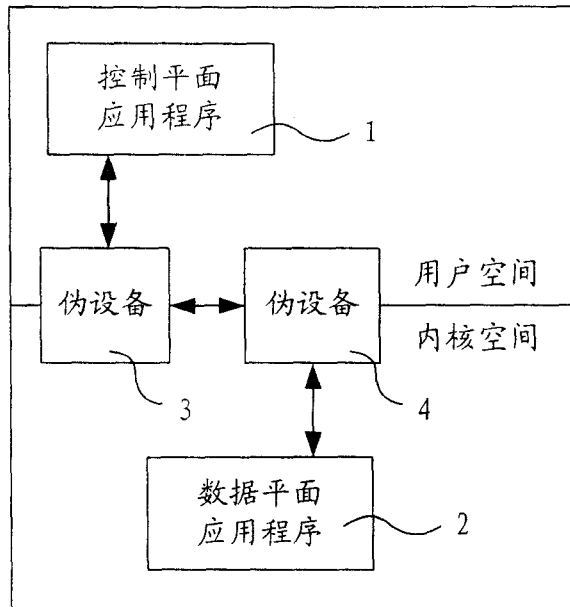 控制平面
应用程序
1
伪设备
伪设备
用户空间
内核空间
3
4
数据平面
应用程序
2